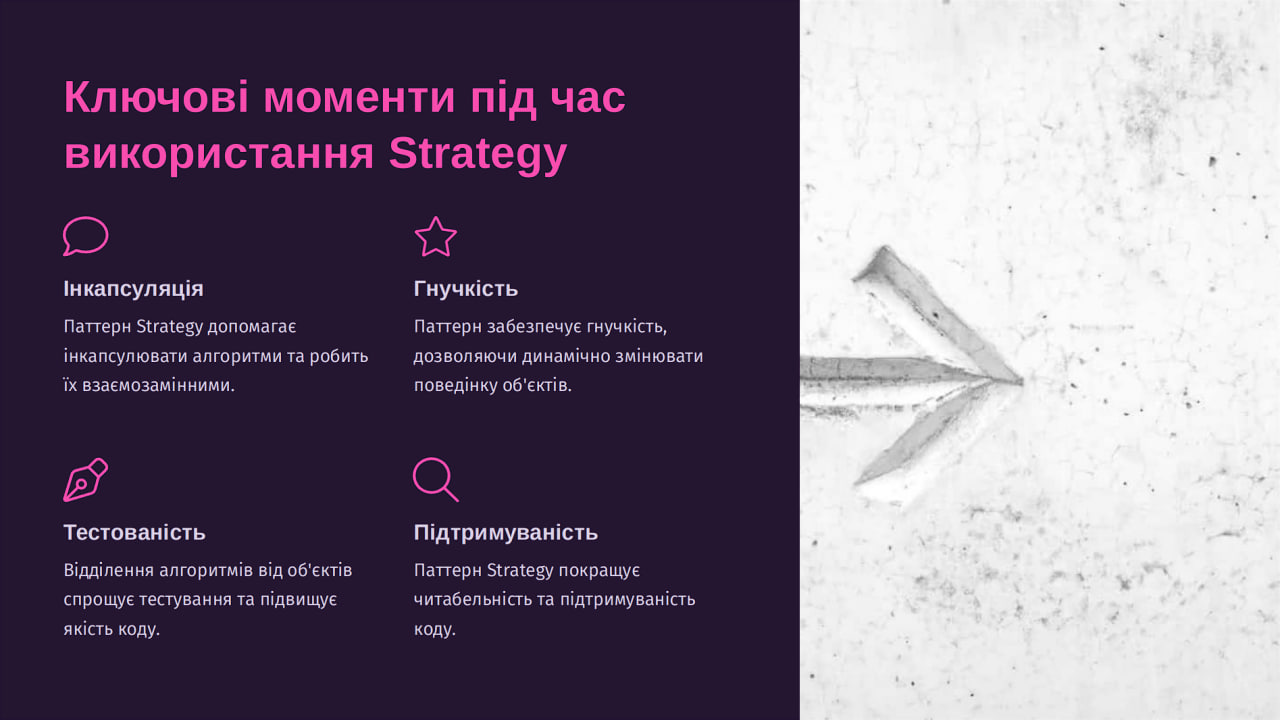 Ключові моменти під час
використання Strategy
Інкапсуляція
Паттерн Strategy допомагає
інкапсулювати алгоритми та робить
їх взаємозамінними.
Гнучкість
Паттерн забезпечує гнучкість,
дозволяючи динамічно змінювати
поведінку об'єктів.
Тестованість
Відділення алгоритмів від об'єктів
спрощує тестування та підвищує
якість коду.
Підтримуваність
Паттерн Strategy покращує
читабельність та підтримуваність
коду.